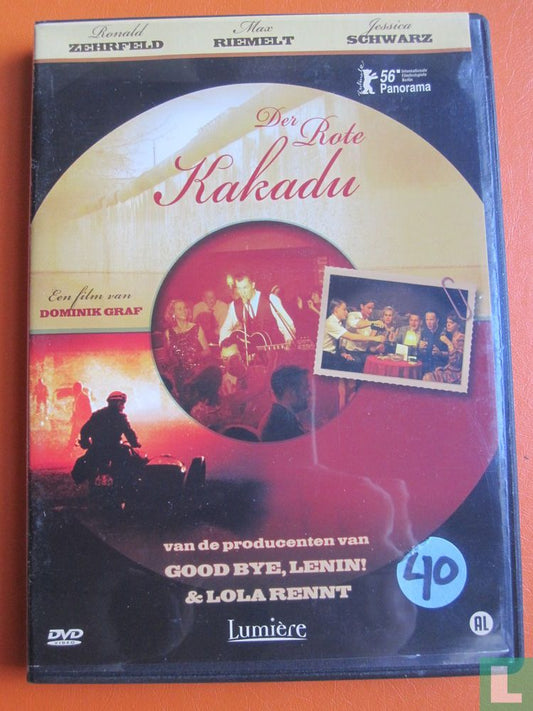 Ronald
ZEHRFELD
Max
RIEMELT
Jessica
SCHWARZ
56°
Internationale
Filmfestspiele
Berlin
Panorama
Der Rote
Kakadu
Een film van
DOMINIK GRAF
van de producenten van
GOOD BYE, LENIN!
& LOLA RENNT
40
DVD
VIDEO
Lumière
AL
L